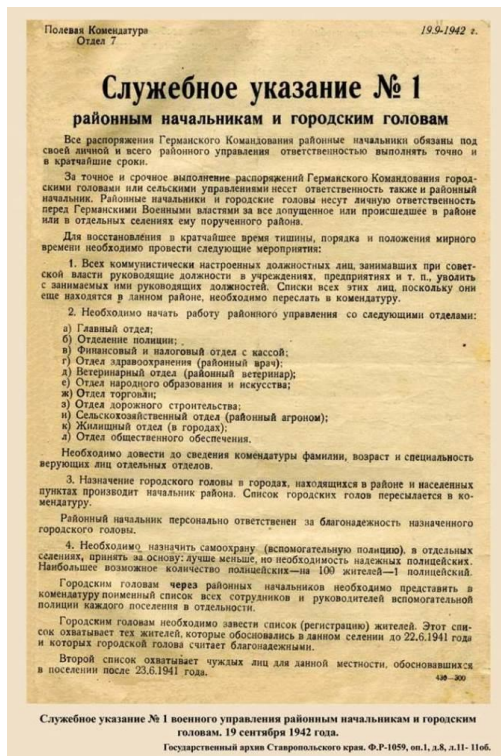 Полевая Комендатура
Отдел 7
19.9-1942 г.
Служебное указание № 1
районным начальникам и городским головам
Все распоряжения Германского Командования районные начальники обязаны под
своей личной и всего районного управления ответственностью выполнять точно и
в кратчайшие сроки.
За точное и срочное выполнение распоряжений Германского Командования город-
скими головами или сельскими управлениями несет ответственность также и районный
начальник. Районные начальники и городские головы несут личную ответственность
перед Германскими Военными властями за все допущенное или происшедшее в районе
или в отдельных селениях ему порученного района.
Для восстановления в кратчайшее время тишины, порядка и положения мирного
времени необходимо провести следующие мероприятия:
1. Всех коммунистически настроенных должностных лиц, занимавших при совет-
ской власти руководящие должности в учреждениях, предприятиях и т. п., уволить
с занимаемых ими руководящих должностей. Списки всех этих лиц, поскольку они
еще находятся в данном районе, необходимо переслать в комендатуру.
2. Необходимо начать работу районного управления со следующими отделами:
а) Главный отдел;
б) Отделение полиции;
в) Финансовый и налоговый отдел с кассой;
г) Отдел здравоохранения (районный врач);
д) Ветеринарный отдел (районный ветеринар);
е) Отдел народного образования и искусства;
ж) Отдел торговли;
з) Отдел дорожного строительства;
и) Сельскохозяйственный отдел (районный агроном);
к) Жилищный отдел (в городах);
л) Отдел общественного обеспечения.
Необходимо довести до сведения комендатуры фамилии, возраст и специальность
верующих лиц отдельных отделов.
3. Назначение городского головы в городах, находящихся в районе и населенных
пунктах производит начальник района. Список городских голов пересылается в ко-
мендатуру.
Районный начальник персонально ответственен за благонадежность назначенного
городского головы.
4. Необходимо назначить самоохрану (вспомогательную полицию), в отдельных
селениях, принять за основу: лучше меньше, но необходимость надежных полицейских.
Наибольшее возможное количество полицейских—на 100 жителей—1 полицейский.
Городским головам через районных начальников необходимо представить в
комендатуру поименный список всех сотрудников и руководителей вспомогательной
полиции каждого поселения в отдельности.
Городским головам необходимо завести список (регистрацию) жителей. Этот спи-
сок охватывает тех жителей, которые обосновались в данном селении до 22.6.1941 года
и которых городской голова считает благонадежными.
Второй список охватывает чуждых лиц для данной местности, обосновавшихся
в поселении после 23.6.1941 года.
Служебное указание № 1 военного управления районным начальникам и городским
головам. 19 сентября 1942 года.
Государственный архив Ставропольского края. Ф.Р-1059, оп.1, д.8, л.11- 11об.